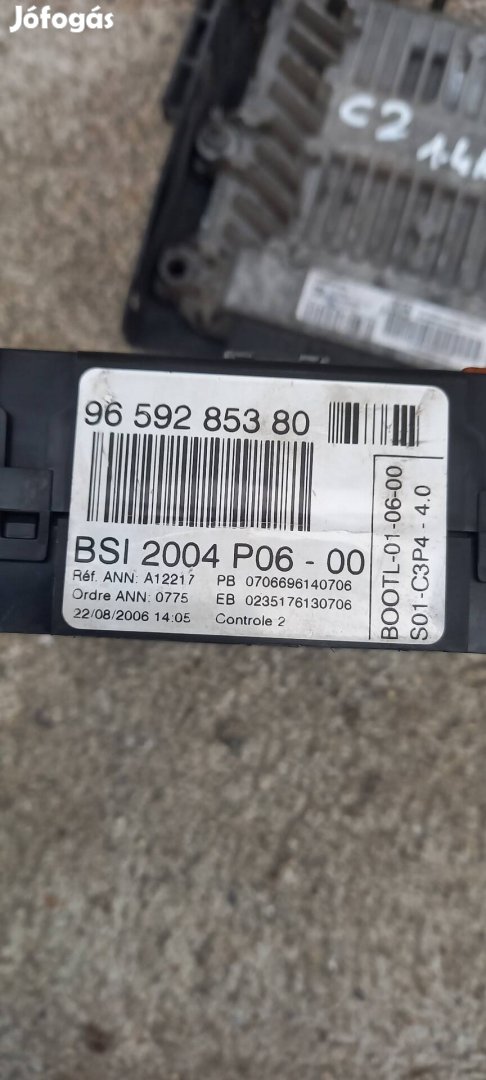 Jófogás
C2
1.4
96 592 853 80
BSI 2004 P06 - 00
Réf. ANN: A12217 PB 0706696140706
Ordre ANN: 0775 EB 0235176130706
22/08/2006 14:05 Controle 2
BOOTL-01-06-00
S01-C3P4 - 4.0